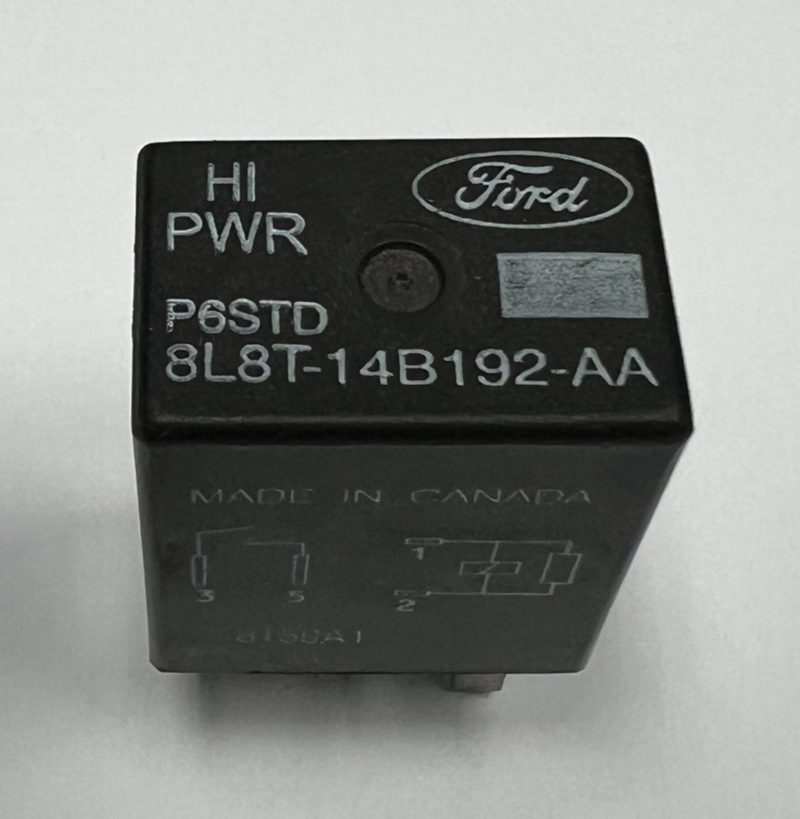 HI
PWR
Ford
P6STD
8L8T-14B192-AA
MADE IN CANADA
1
3
5
2